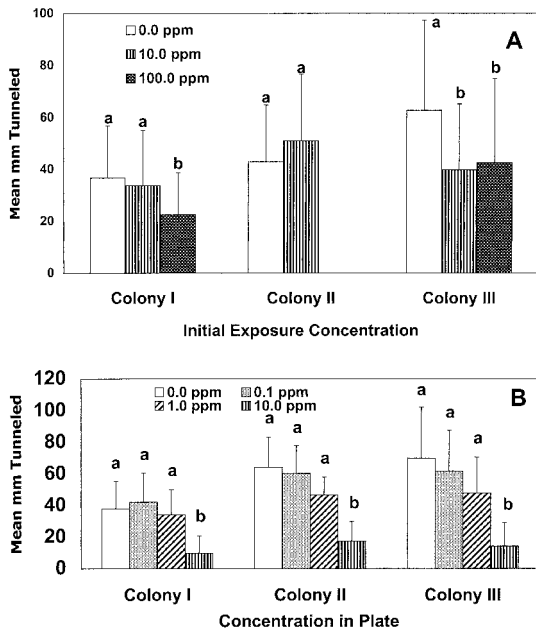 100
A
0.0 ppm
10.0 ppm
100.0 ppm
80
60
40
20
0
Mean mm Tunneled
a
a
b
a
a
a
b
b
Colony I
Colony II
Colony III
Initial Exposure Concentration
120
B
0.0 ppm 0.1 ppm
1.0 ppm 10.0 ppm
100
80
60
40
20
0
Mean mm Tunneled
a
a
a
b
a
a
a
b
a
a
a
b
Colony I
Colony II
Colony III
Concentration in Plate